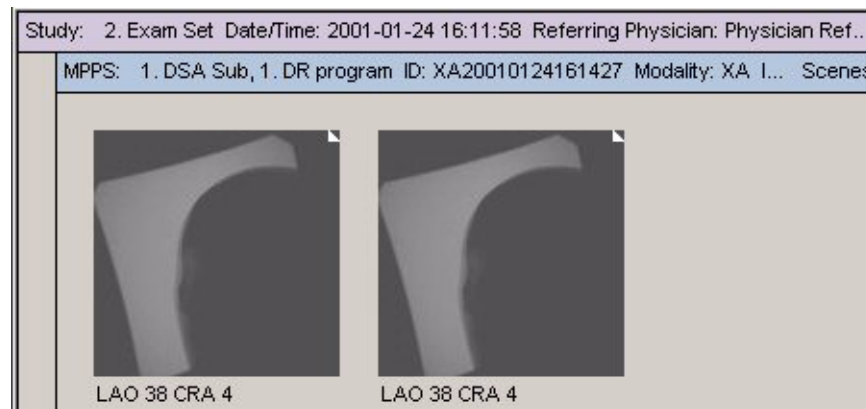 Study: 2. Exam Set Date/Time: 2001-01-24 16:11:58 Referring Physician: Physician Ref...
MPPS: 1. DSA Sub, 1. DR program ID: XA20010124161427 Modality: XA I... Scenes
LAO 38 CRA 4
LAO 38 CRA 4